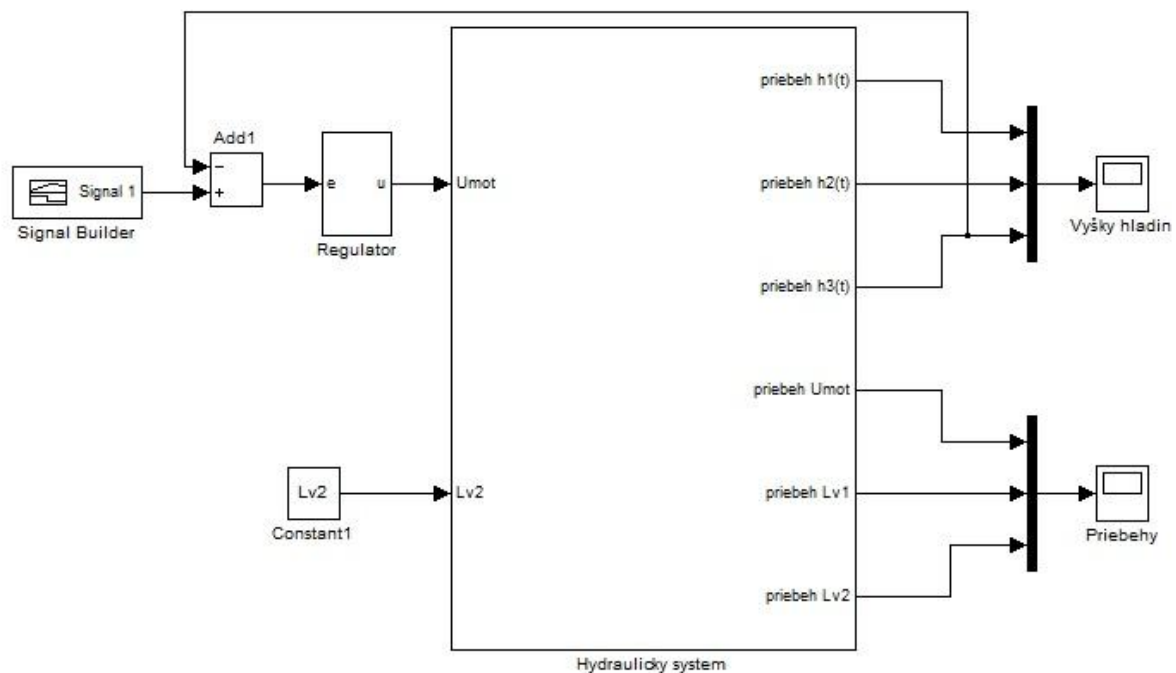 Add1
−
+
Signal 1
Signal Builder
e
u
Regulator
Umot
Lv2
Lv2
Constant1
priebeh h1(t)
priebeh h2(t)
priebeh h3(t)
priebeh Umot
priebeh Lv1
priebeh Lv2
Hydraulicky system
Vyšky hladin
Priebehy